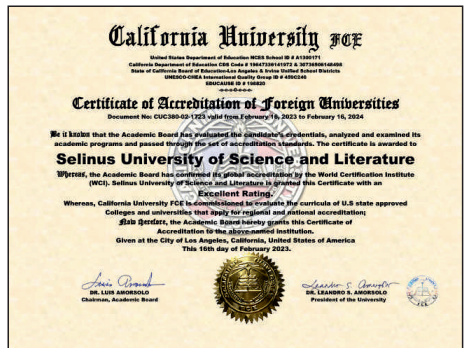 California University FCE
United States Department of Education NCES School ID # A1300171
California Department of Education CDS Code # 19647336141972 & 30736506148498
State of California Board of Education-Los Angeles & Irvine Unified School Districts
UNESCO-CHEA International Quality Group ID # 4590240
EDUCAUSE ID # 198820
Certificate of Accreditation of Foreign Universities
Document No: CUC380-02-1723 valid from February 16, 2023 to February 16, 2024
Be it known that the Academic Board has evaluated the candidate's credentials, analyzed and examined its
academic programs and passed through the set of accreditation standards. The certificate is awarded to
Selinus University of Science and Literature
Whereas, the Academic Board has confirmed its global accreditation by the World Certification Institute
(WCI). Selinus University of Science and Literature is granted this Certificate with an
Excellent Rating.
Whereas, California University FCE is commissioned to evaluate the curricula of U.S state approved
Colleges and universities that apply for regional and national accreditation;
Now therefore, the Academic Board hereby grants this Certificate of
Accreditation to the above-named Institution.
Given at the City of Los Angeles, California, United States of America
This 16th day of February 2023.
DR. LUIS AMORSOLO
Chairman, Academic Board
DR. LEANDRO S. AMORSOLO
President of the University